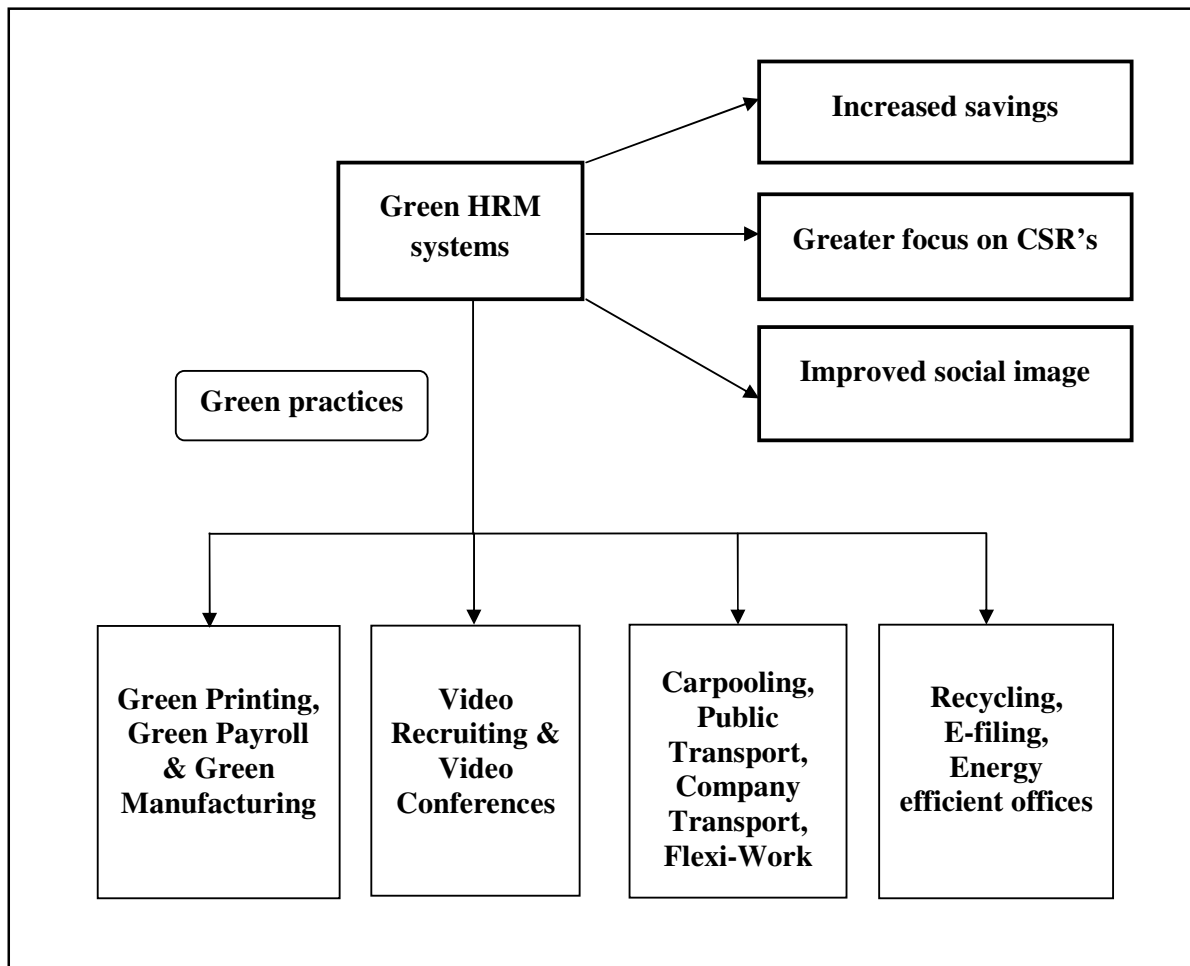 Increased savings
Green HRM
systems
Greater focus on CSR’s
Improved social image
Green practices
Green Printing,
Green Payroll
& Green
Manufacturing
Video
Recruiting &
Video
Conferences
Carpooling,
Public
Transport,
Company
Transport,
Flexi-Work
Recycling,
E-filing,
Energy
efficient offices